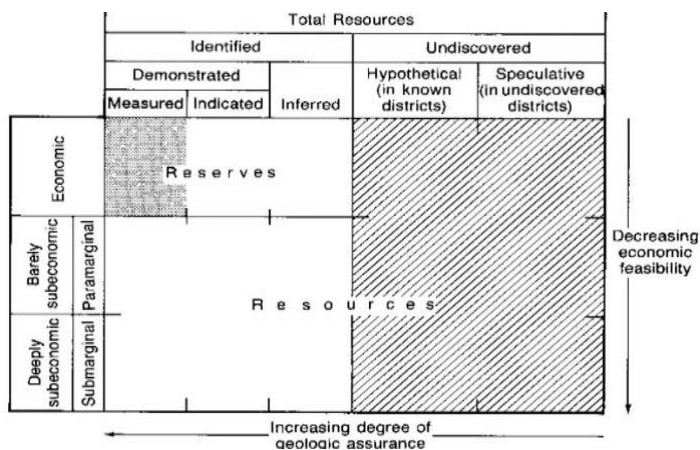 Total Resources
Identified
Undiscovered
Demonstrated
Hypothetical
(in known
districts)
Speculative
(in undiscovered
districts)
Measured
Indicated
Inferred
Economic
Reserves
Barely
subeconomic
Paramarginal
Resources
Deeply
subeconomic
Submarginal
Decreasing
economic
feasibility
Increasing degree of
geologic assurance